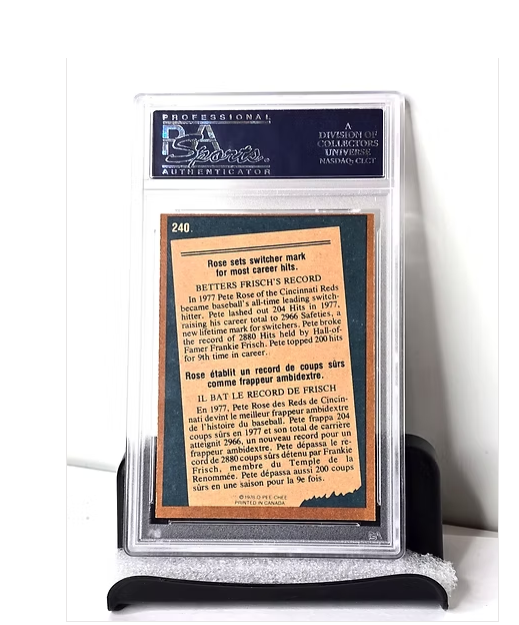 PROFESSIONAL
PSA
Sports
AUTHENTICATOR
A
DIVISION OF
COLLECTORS
UNIVERSE
NASDAQ: CLCT
240.
Rose sets switcher mark
for most career hits.
BETTERS FRISCH'S RECORD
In 1977 Pete Rose of the Cincinnati Reds
became baseball's all-time leading switch-
hitter. Pete lashed out 204 Hits in 1977,
raising his career total to 2966 Safeties, a
new lifetime mark for switchers. Pete broke
the record of 2880 Hits held by Hall-of-
Famer Frankie Frisch. Pete topped 200 hits
for 9th time in career.
Rose établit un record de coups sûrs
comme frappeur ambidextre.
IL BAT LE RECORD DE FRISCH
En 1977, Pete Rose des Reds de Cincin-
nati devint le meilleur frappeur ambidextre
de l'histoire du baseball. Pete frappa 204
coups sûrs en 1977 et son total de carrière
atteignit 2966, un nouveau record pour un
frappeur ambidextre. Pete dépassa le re-
cord de 2880 coups sûrs détenu par Frankie
Frisch, membre du Temple de la
Renommée. Pete dépassa aussi 200 coups
sûrs en une saison pour la 9e fois.
© 1978 O-PEE-CHEE
PRINTED IN CANADA